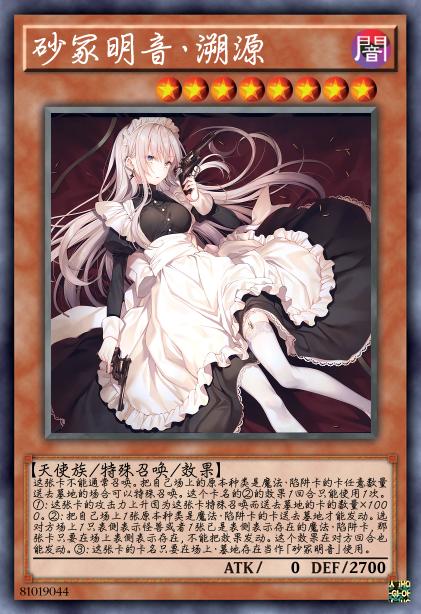 砂冢明音·溯源
闇
【天使族/特殊召唤/效果】
这张卡不能通常召唤。把自己场上的原本种类是魔法·陷阱卡的卡任意数量
送去墓地的场合可以特殊召唤。这个卡名的②的效果1回合只能使用1次。
①:这张卡的攻击力上升因为这张卡特殊召唤而送去墓地的卡的数量×100
0。②:把自己场上1张原本种类是魔法·陷阱卡的卡送去墓地才能发动。选
对方场上1只表侧表示怪兽或者1张已是表侧表示存在的魔法·陷阱卡,那
张卡只要在场上表侧表示存在,不能把效果发动。这个效果在对方回合也
能发动。③:这张卡的卡名只要在场上·墓地存在当作「砂冢明音」使用。
ATK/ 0 DEF/2700
81019044